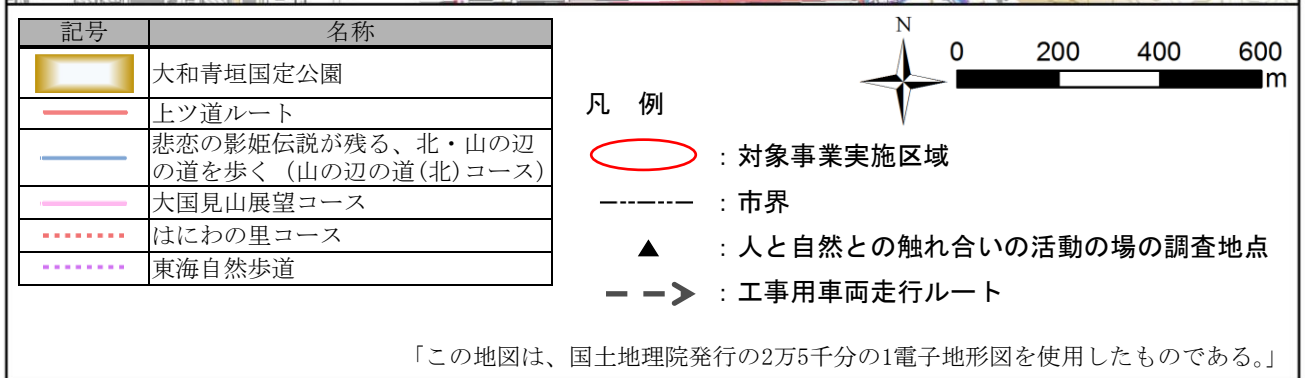 記号 名称
大和青垣国定公園
上ツ道ルート
悲恋の影姫伝説が残る、北・山の辺
の道を歩く (山の辺の道(北)コース)
大国見山展望コース
はにわの里コース
東海自然歩道
N
0 200 400 600
m
凡 例
：対象事業実施区域
：市界
：人と自然との触れ合いの活動の場の調査地点
：工事用車両走行ルート
「この地図は、国土地理院発行の2万5千分の1電子地形図を使用したものである。」